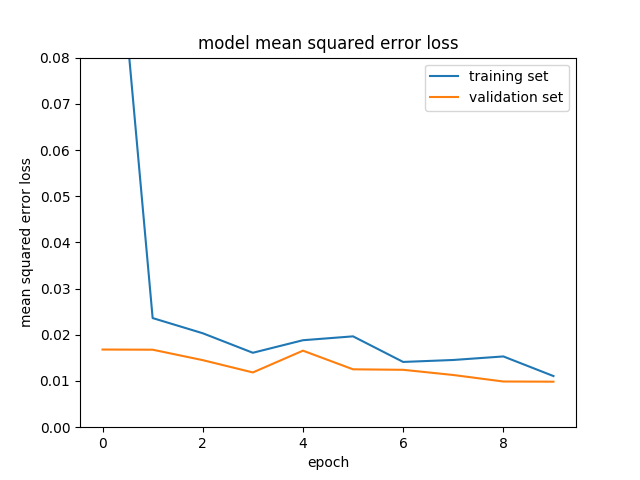 model mean squared error loss
training set
validation set
0.08
0.07
0.06
0.05
0.04
0.03
0.02
0.01
0.00
mean squared error loss
0 2 4 6 8
epoch